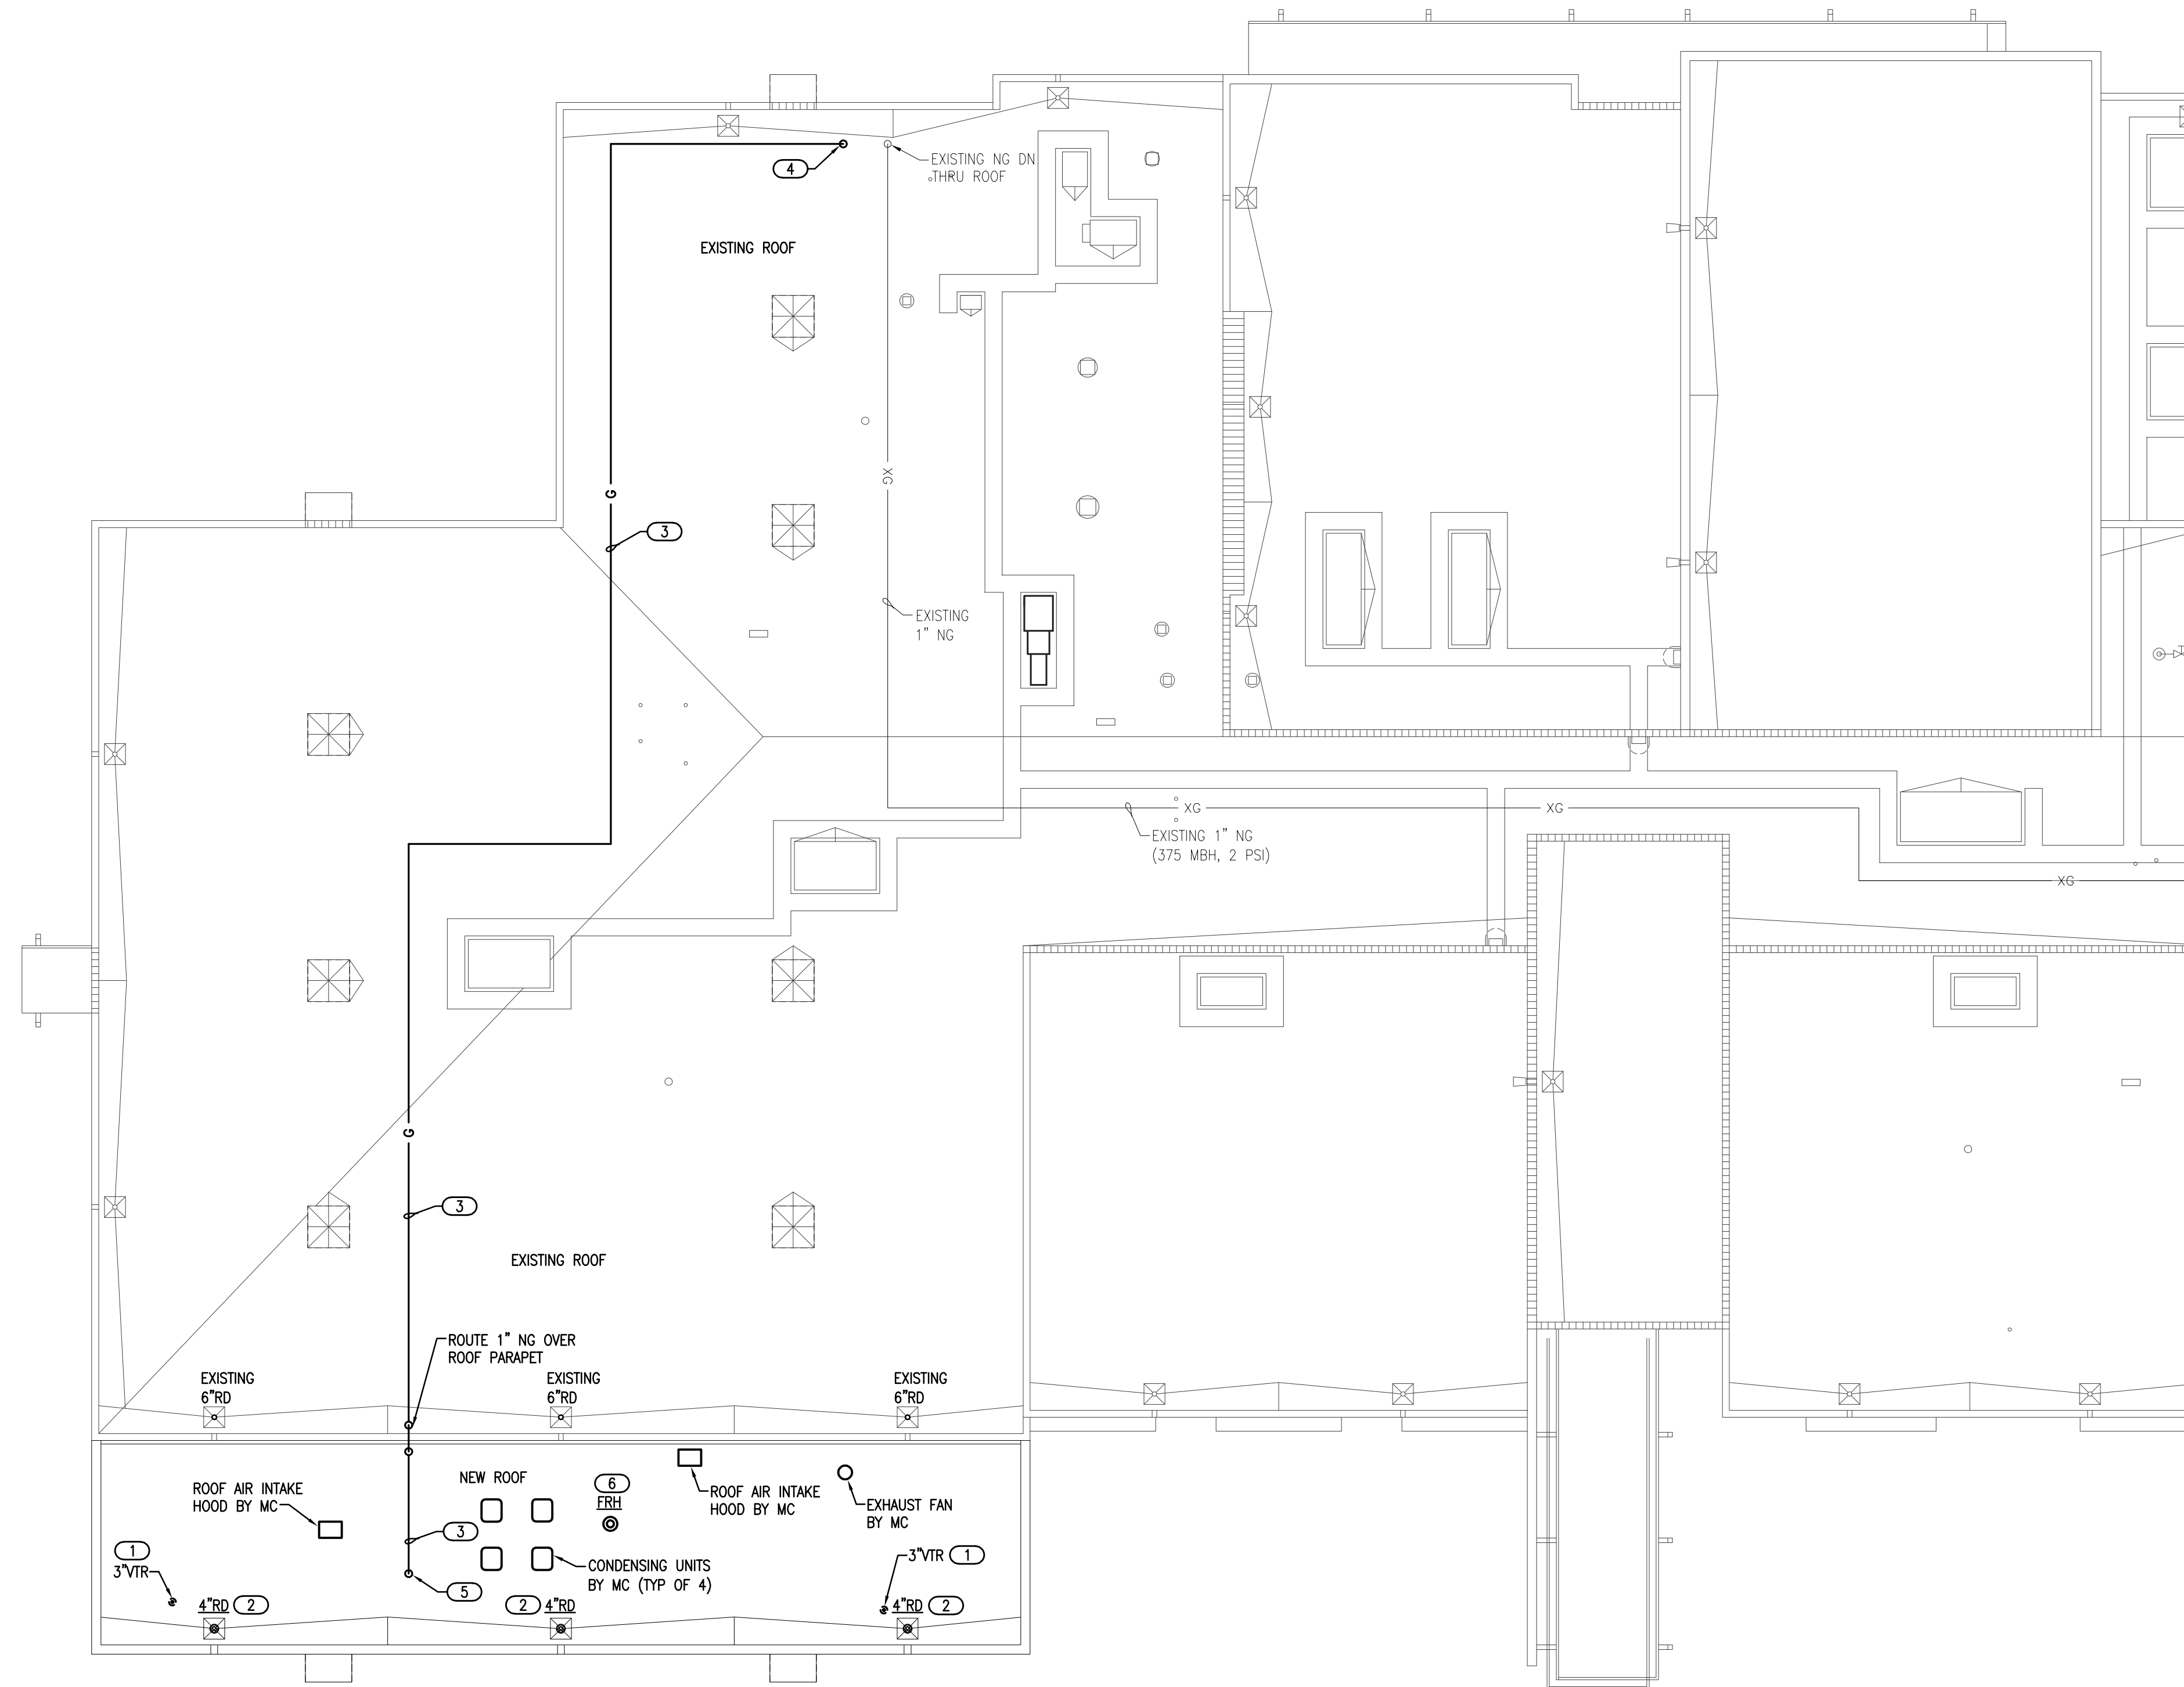 4
EXISTING NG DN
THRU ROOF
EXISTING ROOF
XG
G
3
EXISTING
1" NG
XG
XG
EXISTING 1" NG
(375 MBH, 2 PSI)
XG
G
3
EXISTING ROOF
ROUTE 1" NG OVER
ROOF PARAPET
EXISTING
6"RD
EXISTING
6"RD
EXISTING
6"RD
ROOF AIR INTAKE
HOOD BY MC
NEW ROOF
6
FRH
ROOF AIR INTAKE
HOOD BY MC
EXHAUST FAN
BY MC
3
1
3"VTR
CONDENSING UNITS
BY MC (TYP OF 4)
3"VTR 1
5
4"RD 2
2 4"RD
4"RD 2